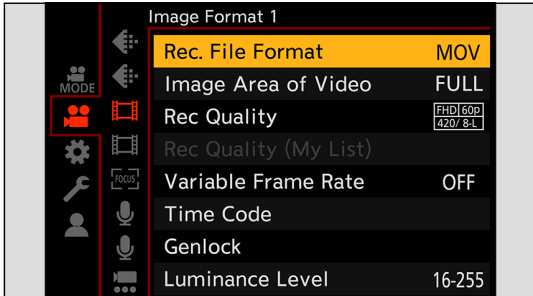 Image Format 1
Rec. File Format MOV
MODE
Image Area of Video FULL
Rec Quality FHD 60p
420/ 8-L
Rec Quality (My List)
FOCUS
Variable Frame Rate OFF
Time Code
Genlock
Luminance Level 16-255